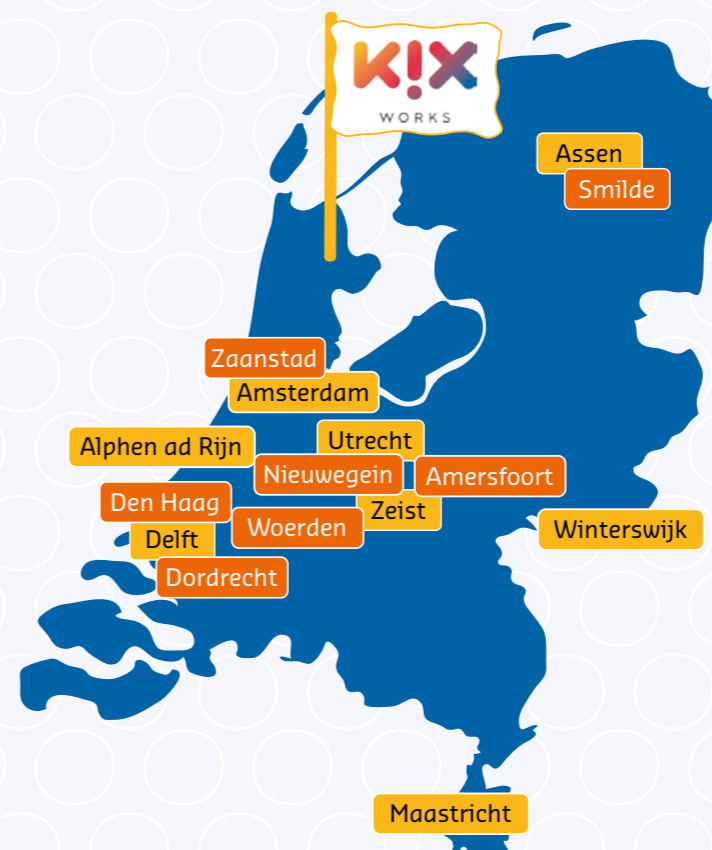 K!X
WORKS
Assen
Smilde
Zaanstad
Amsterdam
Utrecht
Alphen ad Rijn
Nieuwegein
Amersfoort
Den Haag
Zeist
Woerden
Winterswijk
Delft
Dordrecht
Maastricht